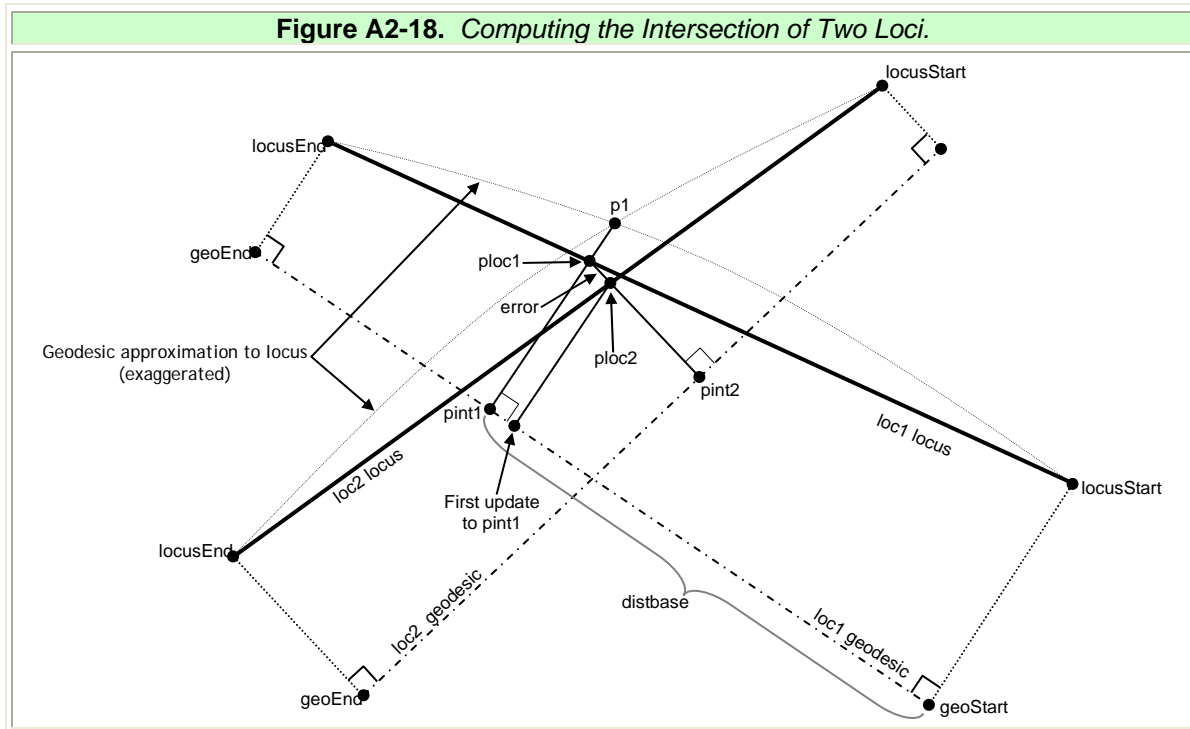 Figure A2-18. Computing the Intersection of Two Loci.
locusStart
locusEnd
p1
geoEnd
ploc1
error
Geodesic approximation to locus
(exaggerated)
ploc2
pint2
pint1
loc1 locus
loc2 locus
First update
to pint1
locusStart
locusEnd
loc2 geodesic
distbase
loc1 geodesic
geoEnd
geoStart